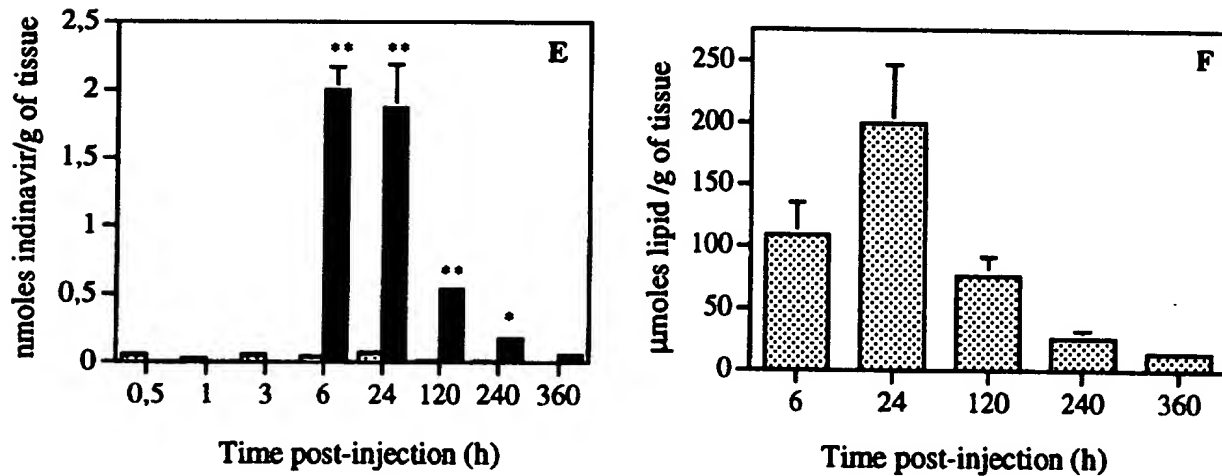 nmoles indinavir/g of tissue
2,5
2
1,5
1
0,5
0
** ** ** *
E
0,5 1 3 6 24 120 240 360
Time post-injection (h)
µmoles lipid /g of tissue
250
200
150
100
50
0
F
6 24 120 240 360
Time post-injection (h)